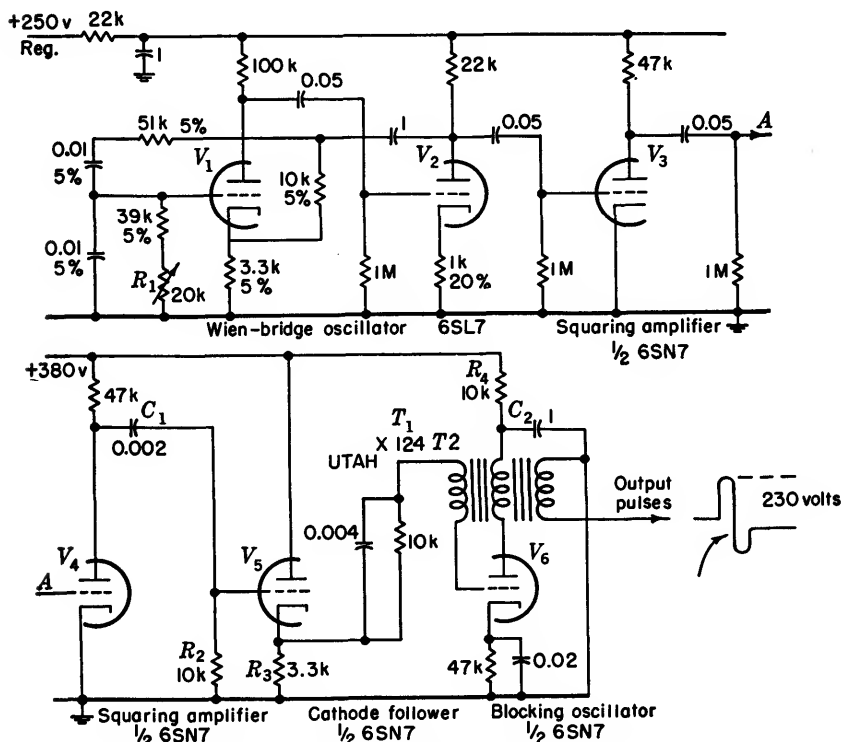 +250 v
Reg.
22k
1
100k
0.05
22k
47k
51k 5%
1
0.05
0.05
A
0.01
5%
V1
10k
5%
V2
V3
39k
5%
0.01
5%
R1
20k
3.3k
5%
1M
1k
20%
1M
1M
Wien-bridge oscillator
6SL7
Squaring amplifier
½ 6SN7
+380v
47k
C1
0.002
R4
10k
C2
1
T1
UTAH X 124 T2
Output
pulses
230 volts
0.004
10k
V4
V5
V6
A
R2
10k
R3
3.3k
47k
0.02
Squaring amplifier
½ 6SN7
Cathode follower
½ 6SN7
Blocking oscillator
½ 6SN7